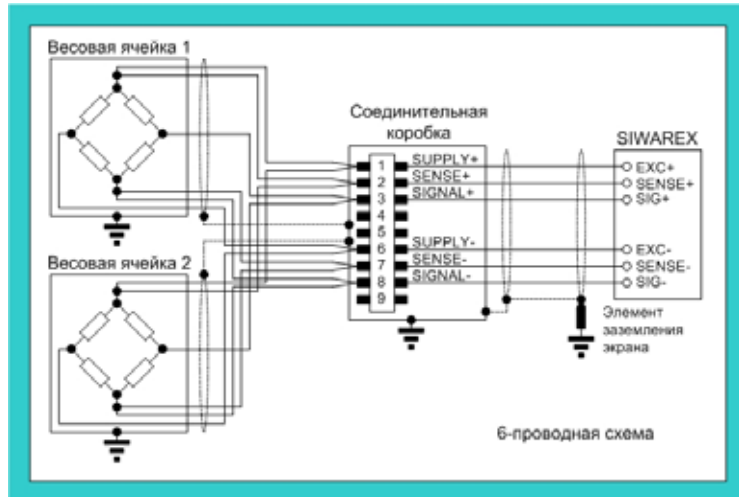 Весовая ячейка 1
Соединительная
коробка
SIWAREX
1
SUPPLY+
EXC+
2
SENSE+
SENSE+
3
SIGNAL+
SIG+
4
5
6
SUPPLY-
EXC-
7
SENSE-
SENSE-
8
SIGNAL-
SIG-
9
Весовая ячейка 2
Элемент
заземления
экрана
6-проводная схема